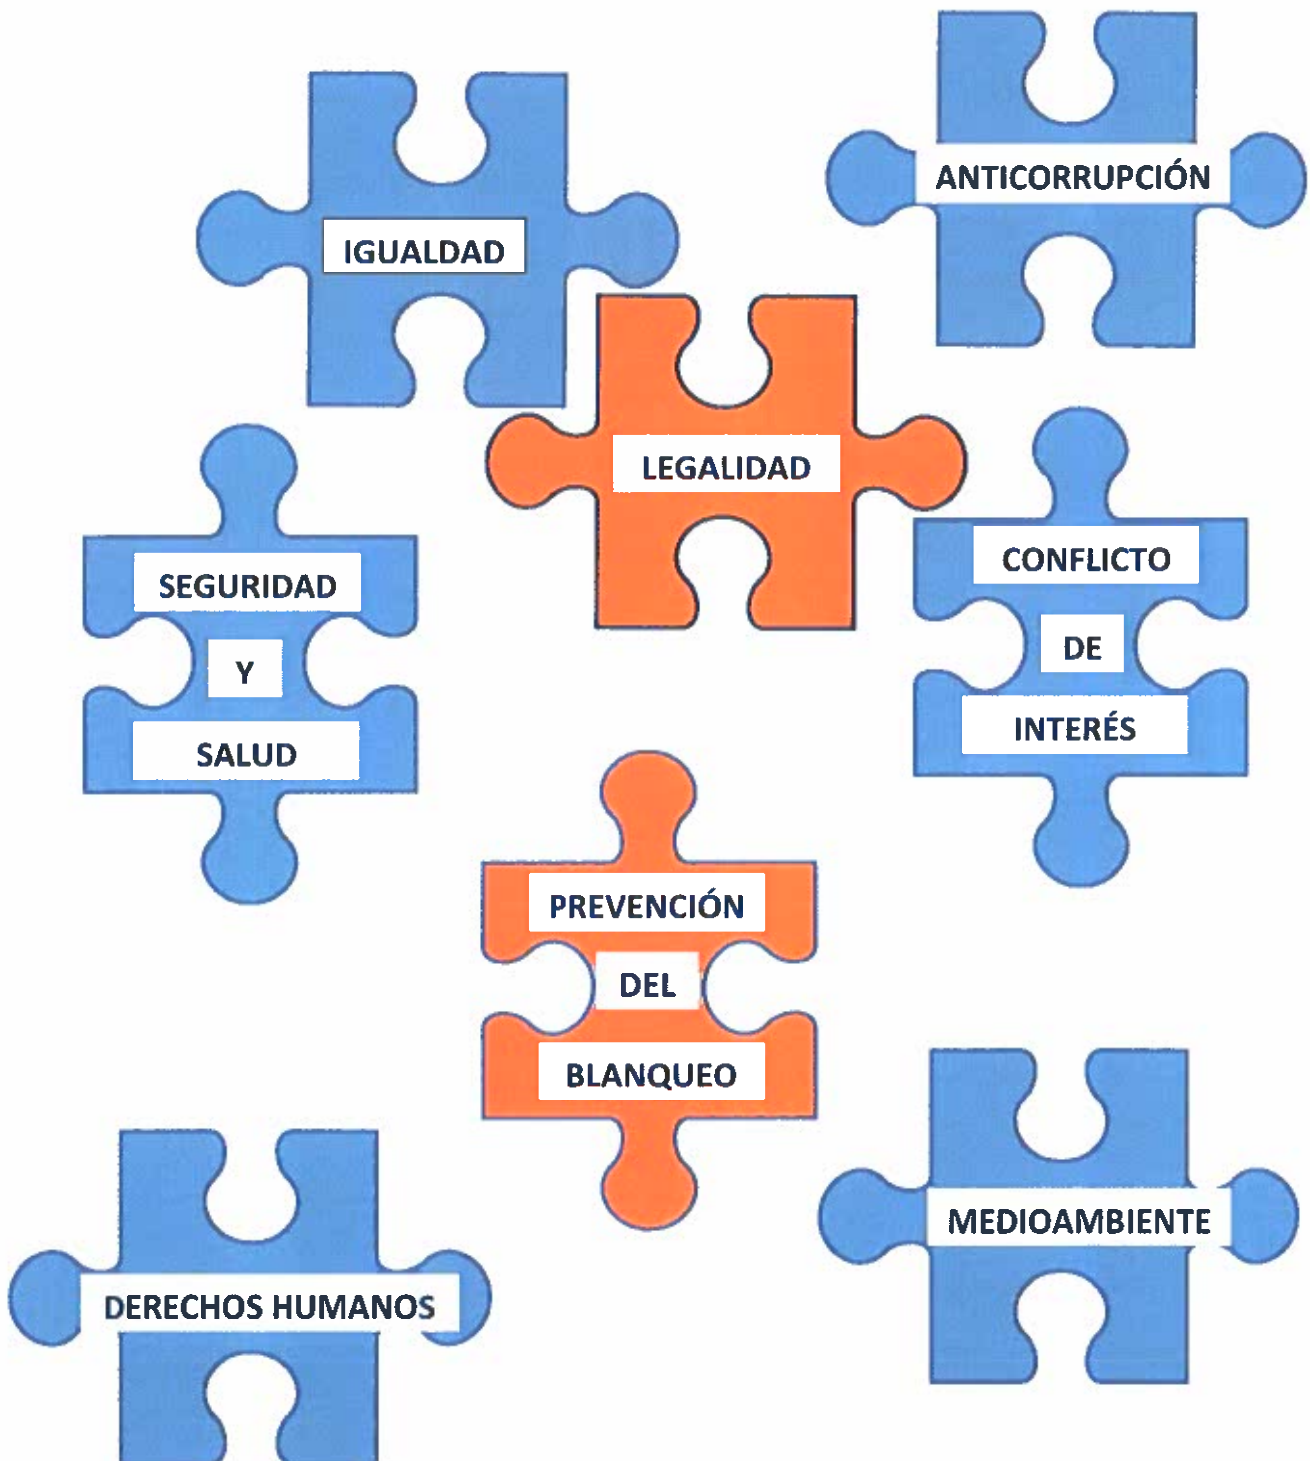 ANTICORRUPCIÓN
IGUALDAD
LEGALIDAD
SEGURIDAD
Y
SALUD
CONFLICTO
DE
INTERÉS
PREVENCIÓN
DEL
BLANQUEO
MEDIOAMBIENTE
DERECHOS HUMANOS